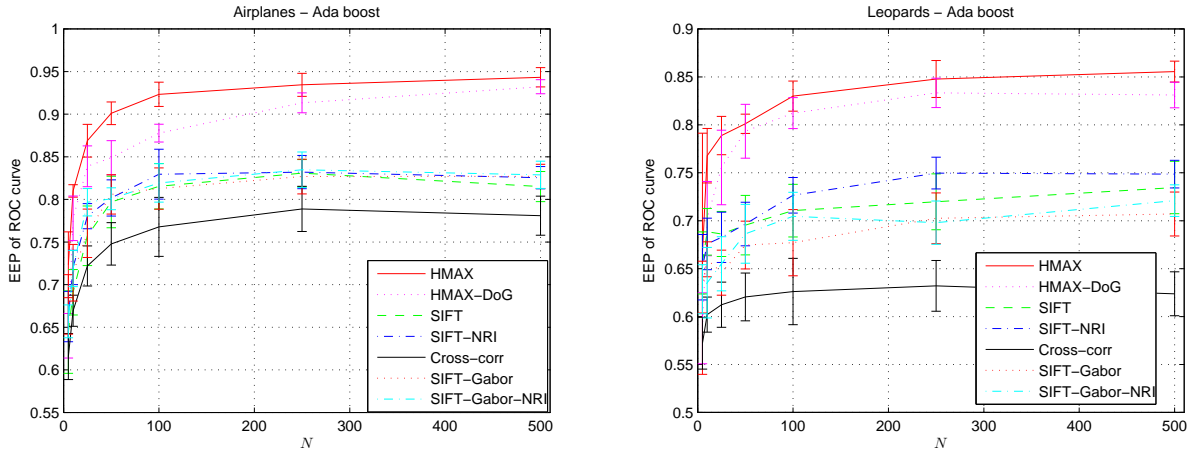 Airplanes − Ada boost
1
0.95
0.9
0.85
0.8
0.75
0.7
0.65
0.6
0.55
EEP of ROC curve
0 100 200 300 400 500
N
HMAX
HMAX−DoG
SIFT
SIFT−NRI
Cross−corr
SIFT−Gabor
SIFT−Gabor−NRI
Leopards − Ada boost
0.9
0.85
0.8
0.75
0.7
0.65
0.6
0.55
0.5
EEP of ROC curve
0 100 200 300 400 500
N
HMAX
HMAX−DoG
SIFT
SIFT−NRI
Cross−corr
SIFT−Gabor
SIFT−Gabor−NRI